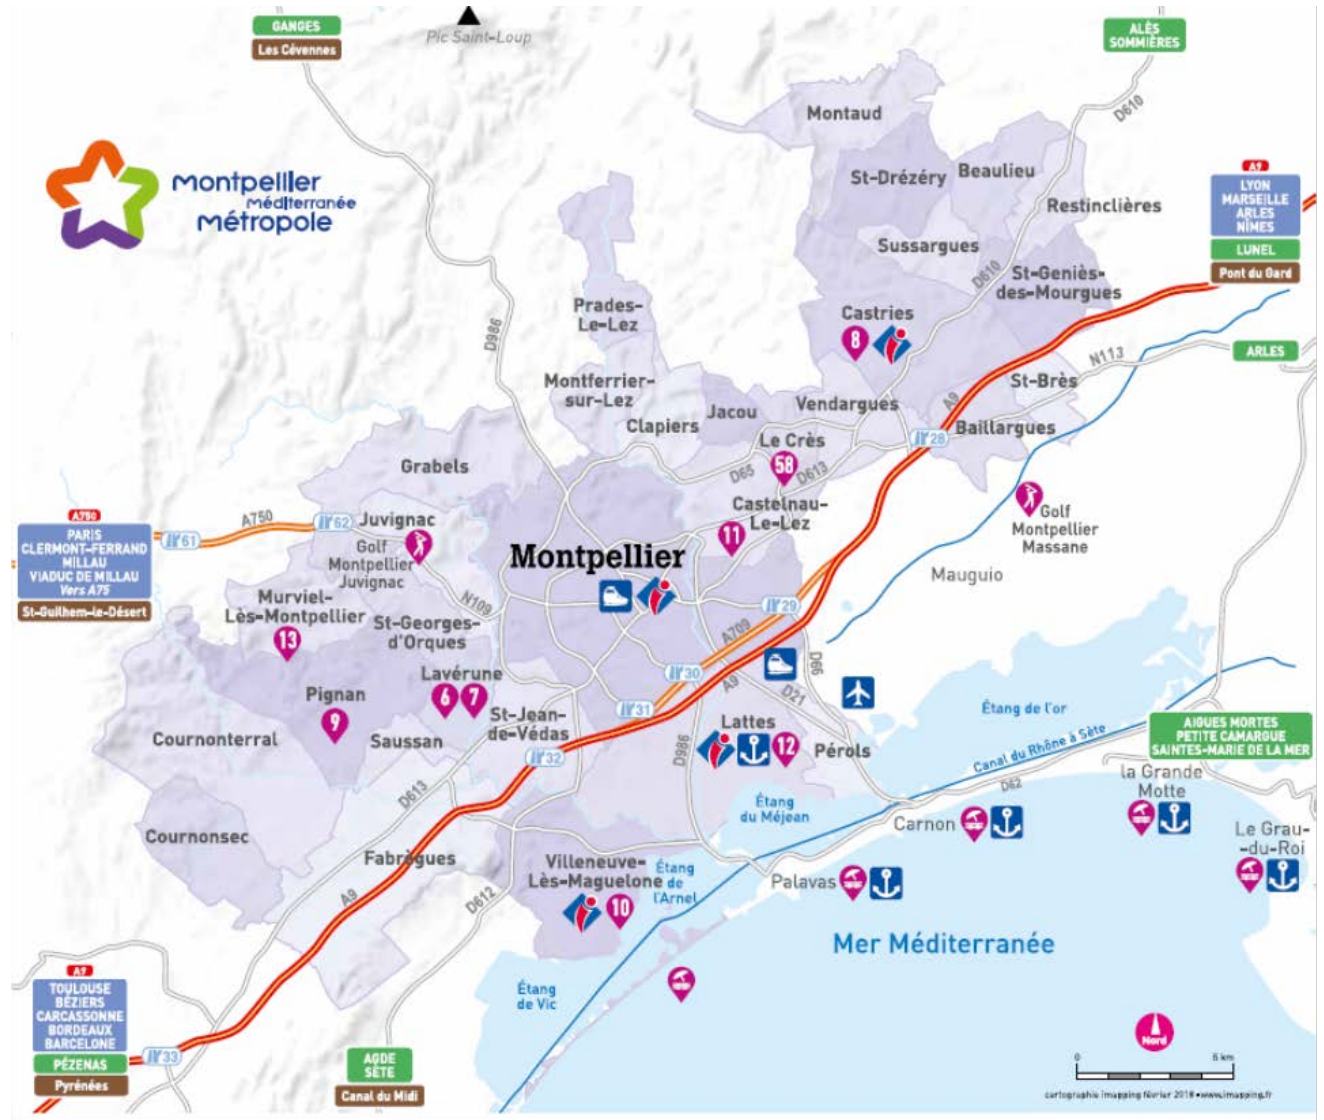 GANGES
Les Cévennes
Pic Saint-Loup
ALÈS
SOMMIÈRES
D610
Montaud
montpellier
méditerranée
métropole
St-Drézéry
Beaulieu
Restinclières
A9
LYON
MARSEILLE
ARLES
NÎMES
LUNEL
Pont du Gard
Sussargues
D610
St-Geniès-
des-Mourgues
Prades-
Le-Lez
D986
Castries
8
N113
ARLES
Montferrier-
sur-Lez
Jacou
Vendargues
St-Brès
A9
Clapiers
Baillargues
28
Le Crès
58
D65
D613
Grabels
Castelnau-
Le-Lez
11
Golf
Montpellier
Massane
A750
PARIS
CLERMONT-FERRAND
MILLAU
VIADUC DE MILLAU
Vers A75
St-Guilhem-le-Désert
61
A750
62
Juvignac
Golf
Montpellier
Juvignac
Montpellier
Mauguio
N109
Murviel-
Lès-Montpellier
13
St-Georges-
d'Orques
29
A709
30
A9
D66
D21
31
Lavérune
6
7
Pignan
9
St-Jean-
de-Védas
Saussan
Cournonterral
32
Lattes
12
D986
Pérols
Étang de l'or
Canal du Rhône à Sète
D62
AIGUES MORTES
PETITE CAMARGUE
SAINTES-MARIE DE LA MER
la Grande
Motte
Le Grau-
-du-Roi
Étang
du Méjean
Carnon
Palavas
D613
Cournonsec
Fabrègues
A9
D612
Villeneuve-
Lès-Maguelone
10
Étang
de
l'Arnel
Mer Méditerranée
Étang
de Vic
A9
TOULOUSE
BÉZIERS
CARCASSONNE
BORDEAUX
BARCELONE
PÉZENAS
Pyrénées
33
AGDE
SÈTE
Canal du Midi
Nord
0
5 km
cartographie imapping février 2018 • www.imapping.fr